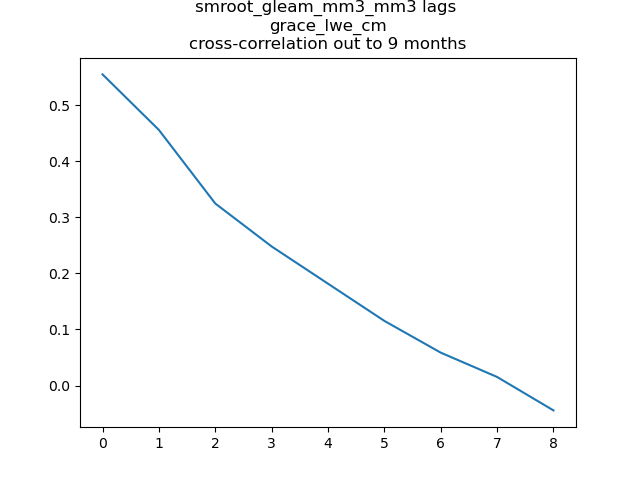 smroot_gleam_mm3_mm3 lags
grace_lwe_cm
cross-correlation out to 9 months
0.5
0.4
0.3
0.2
0.1
0.0
0 1 2 3 4 5 6 7 8